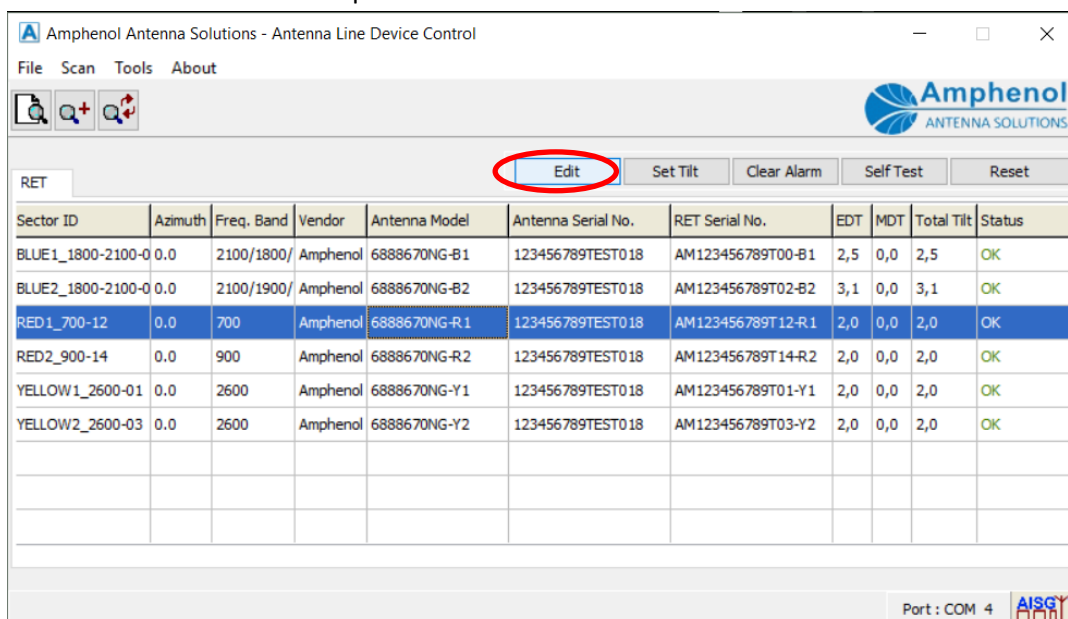 Amphenol Antenna Solutions - Antenna Line Device Control
File Scan Tools About
Amphenol
ANTENNA SOLUTIONS
RET Edit Set Tilt Clear Alarm Self Test Reset
Sector ID Azimuth Freq. Band Vendor Antenna Model Antenna Serial No. RET Serial No. EDT MDT Total Tilt Status
BLUE1_1800-2100-0 0.0 2100/1800/ Amphenol 6888670NG-B1 123456789TEST018 AM123456789T00-B1 2,5 0,0 2,5 OK
BLUE2_1800-2100-0 0.0 2100/1900/ Amphenol 6888670NG-B2 123456789TEST018 AM123456789T02-B2 3,1 0,0 3,1 OK
RED1_700-12 0.0 700 Amphenol 6888670NG-R1 123456789TEST018 AM123456789T12-R1 2,0 0,0 2,0 OK
RED2_900-14 0.0 900 Amphenol 6888670NG-R2 123456789TEST018 AM123456789T14-R2 2,0 0,0 2,0 OK
YELLOW1_2600-01 0.0 2600 Amphenol 6888670NG-Y1 123456789TEST018 AM123456789T01-Y1 2,0 0,0 2,0 OK
YELLOW2_2600-03 0.0 2600 Amphenol 6888670NG-Y2 123456789TEST018 AM123456789T03-Y2 2,0 0,0 2,0 OK
Port : COM 4 AISG